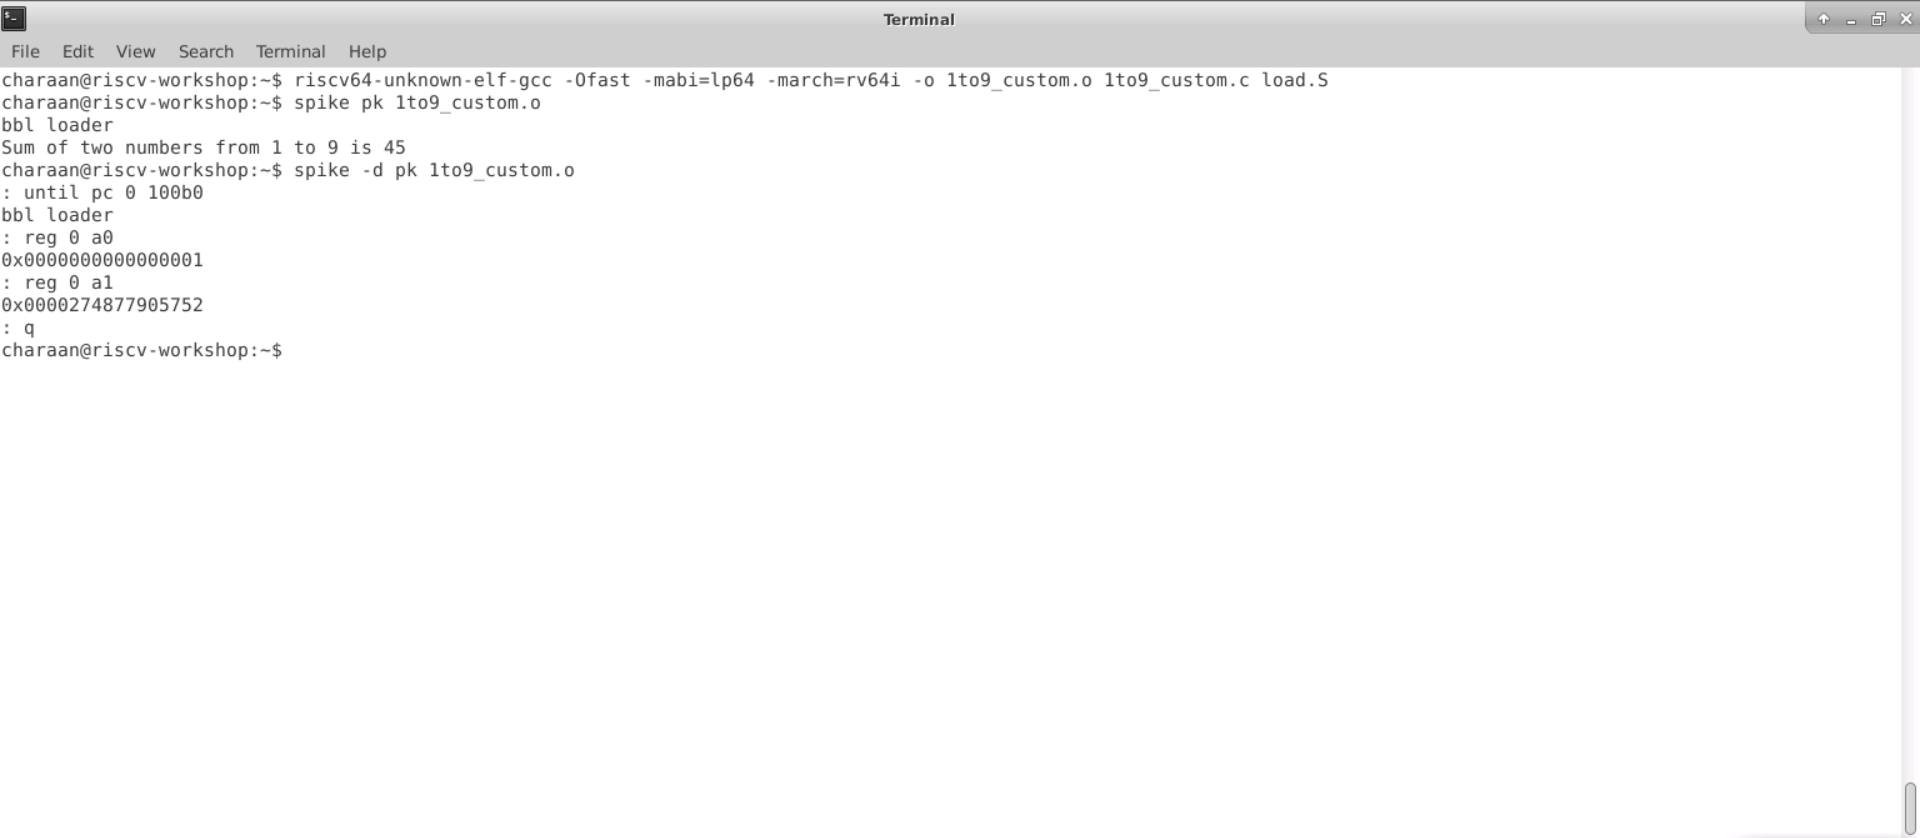 Terminal
File Edit View Search Terminal Help
charaan@riscv-workshop:~$ riscv64-unknown-elf-gcc -Ofast -mabi=lp64 -march=rv64i -o 1to9_custom.o 1to9_custom.c load.S
charaan@riscv-workshop:~$ spike pk 1to9_custom.o
bbl loader
Sum of two numbers from 1 to 9 is 45
charaan@riscv-workshop:~$ spike -d pk 1to9_custom.o
: until pc 0 100b0
bbl loader
: reg 0 a0
0x0000000000000001
: reg 0 a1
0x0000274877905752
: q
charaan@riscv-workshop:~$